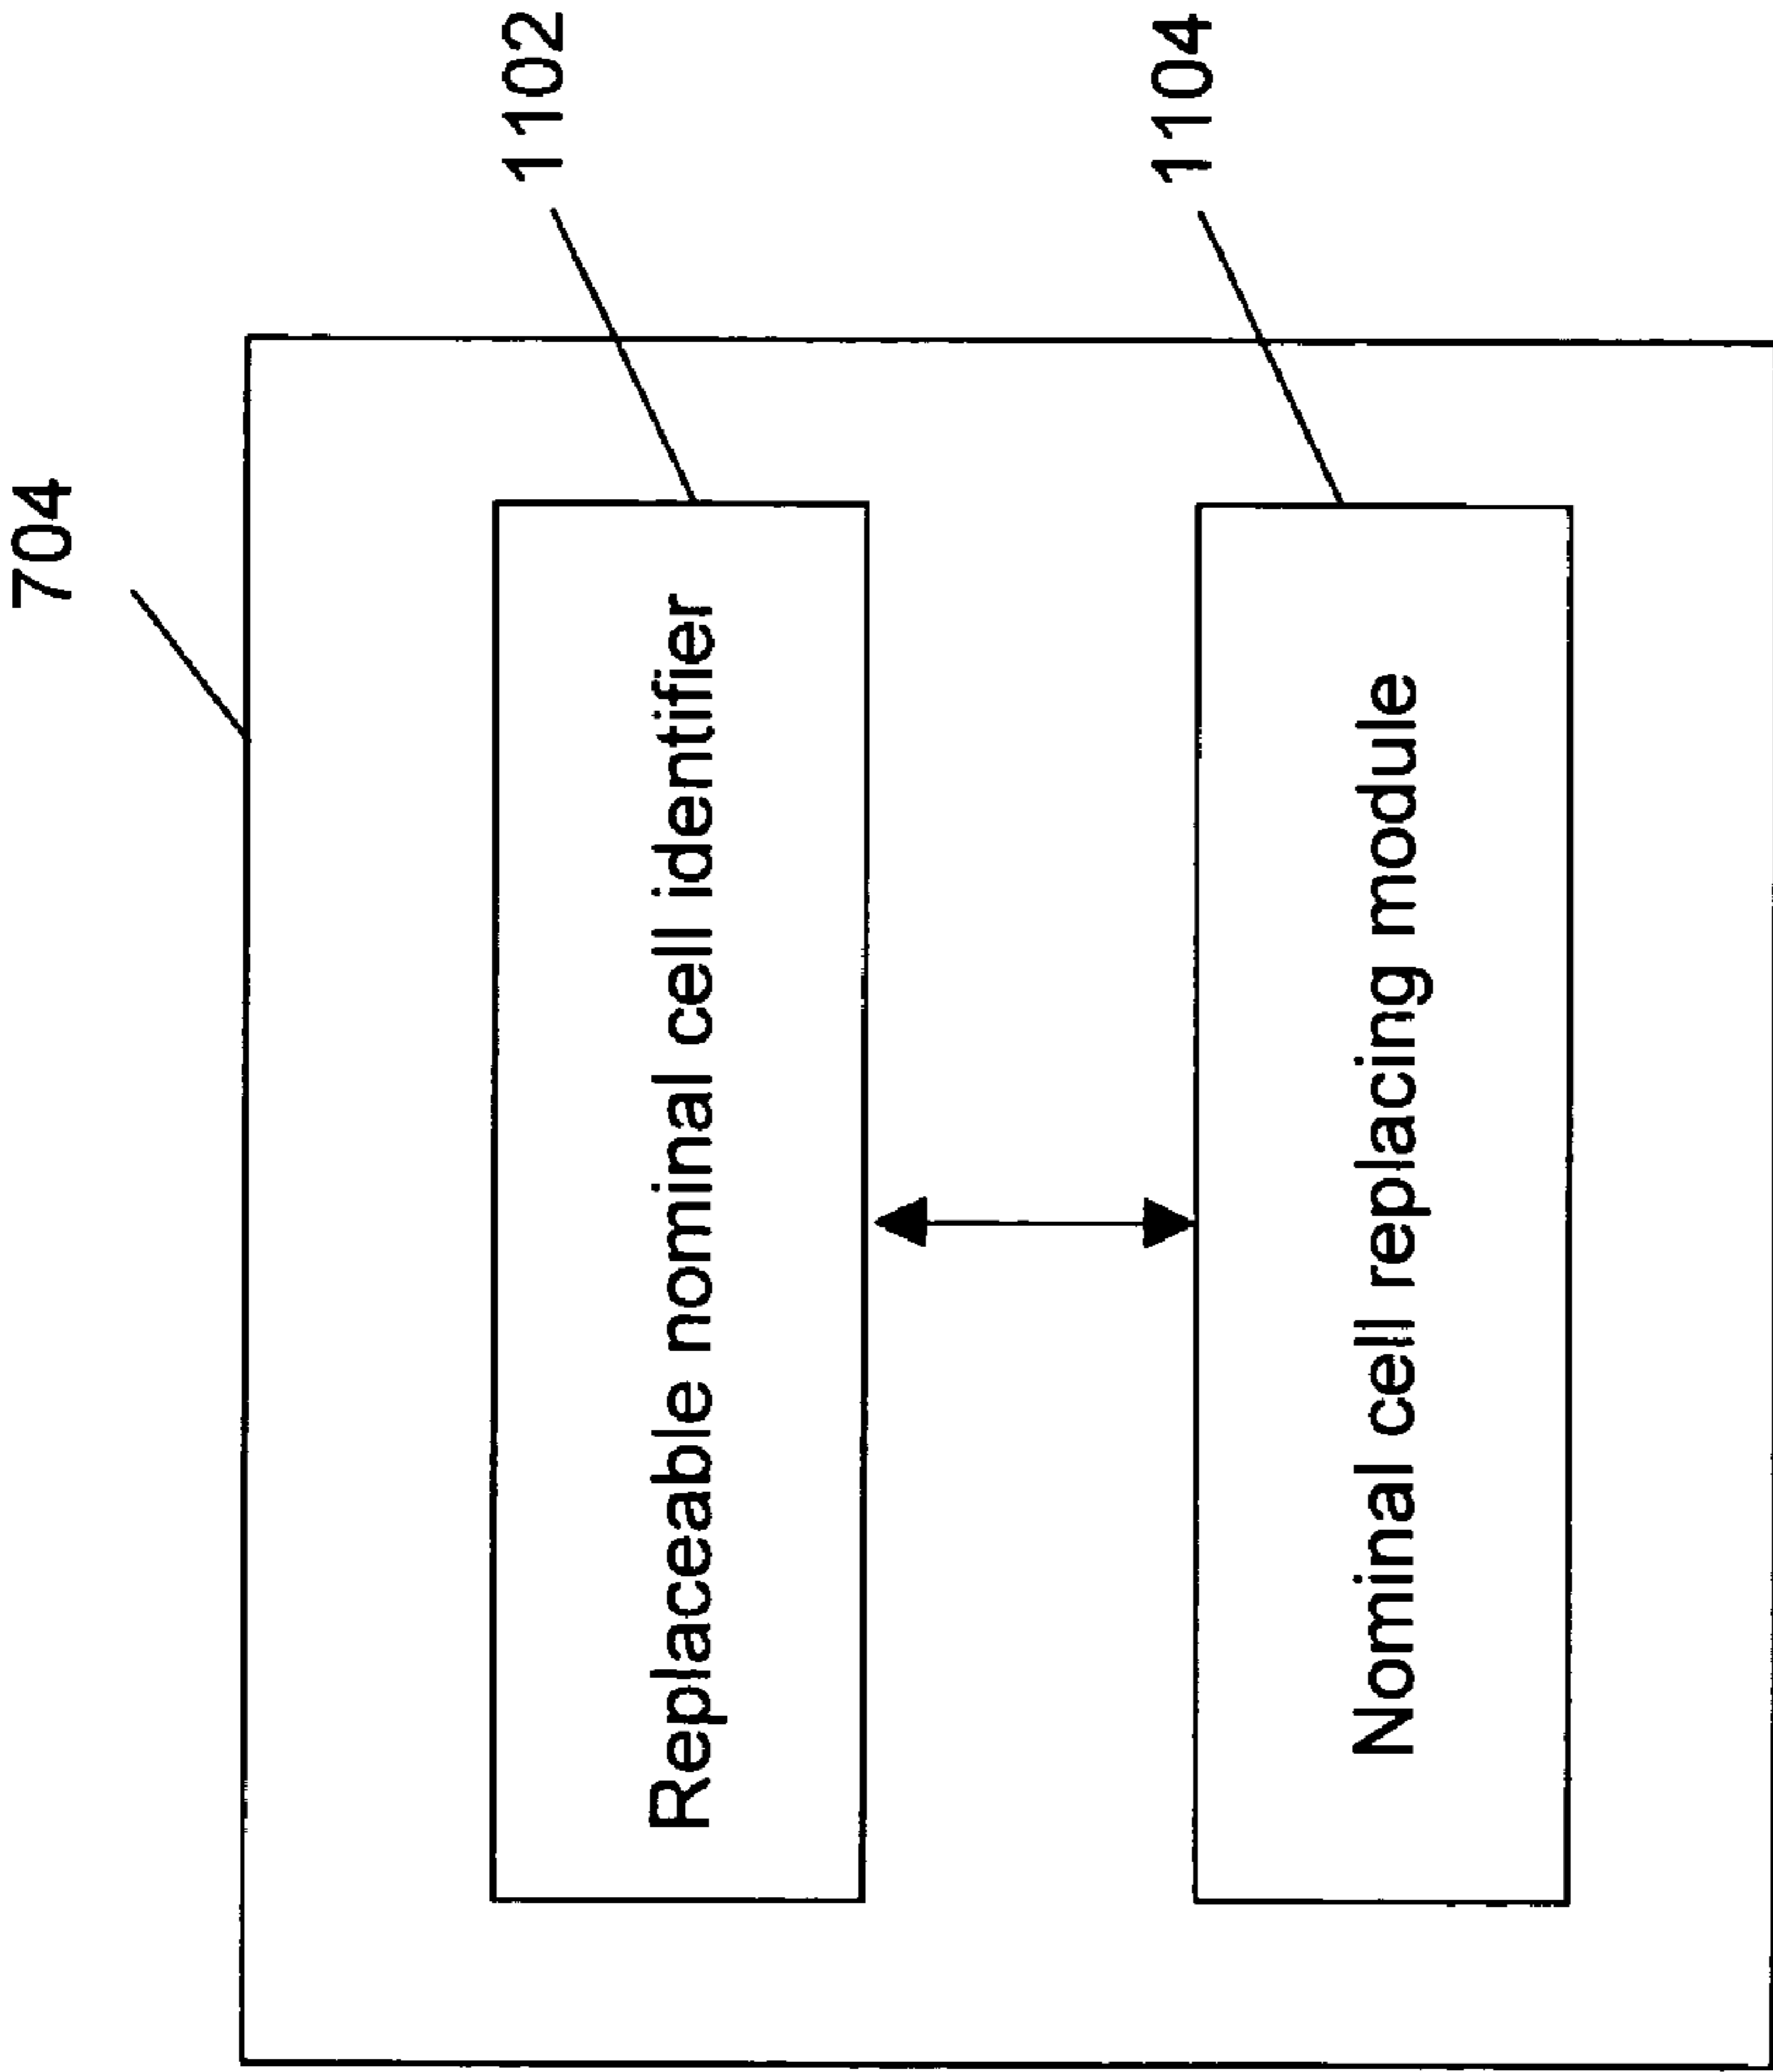 704
1102
Replaceable nominal cell identifier
1104
Nominal cell replacing module